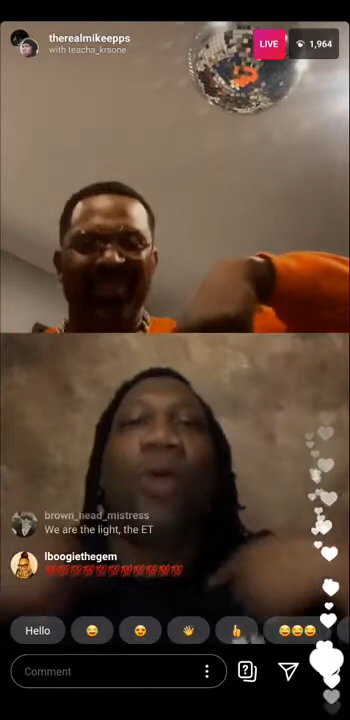 therealmikeepps
with teacha_krsone
LIVE
1,964
brown_head_mistress
We are the light, the ET
lboogiethegem
💯💯💯💯💯💯💯💯💯💯💯
Hello
Comment